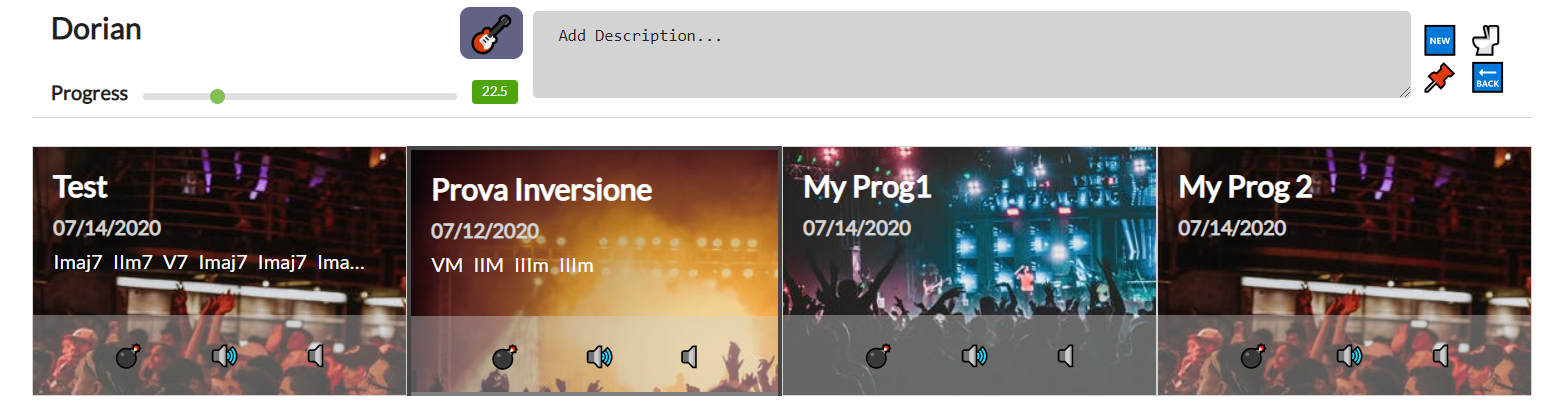 Dorian
Add Description...
NEW
Progress
22.5
BACK
Test
07/14/2020
Imaj7 IIm7 V7 Imaj7 Imaj7 Ima...
Prova Inversione
07/12/2020
VM IIM IIIm IIIm
My Prog1
07/14/2020
My Prog 2
07/14/2020